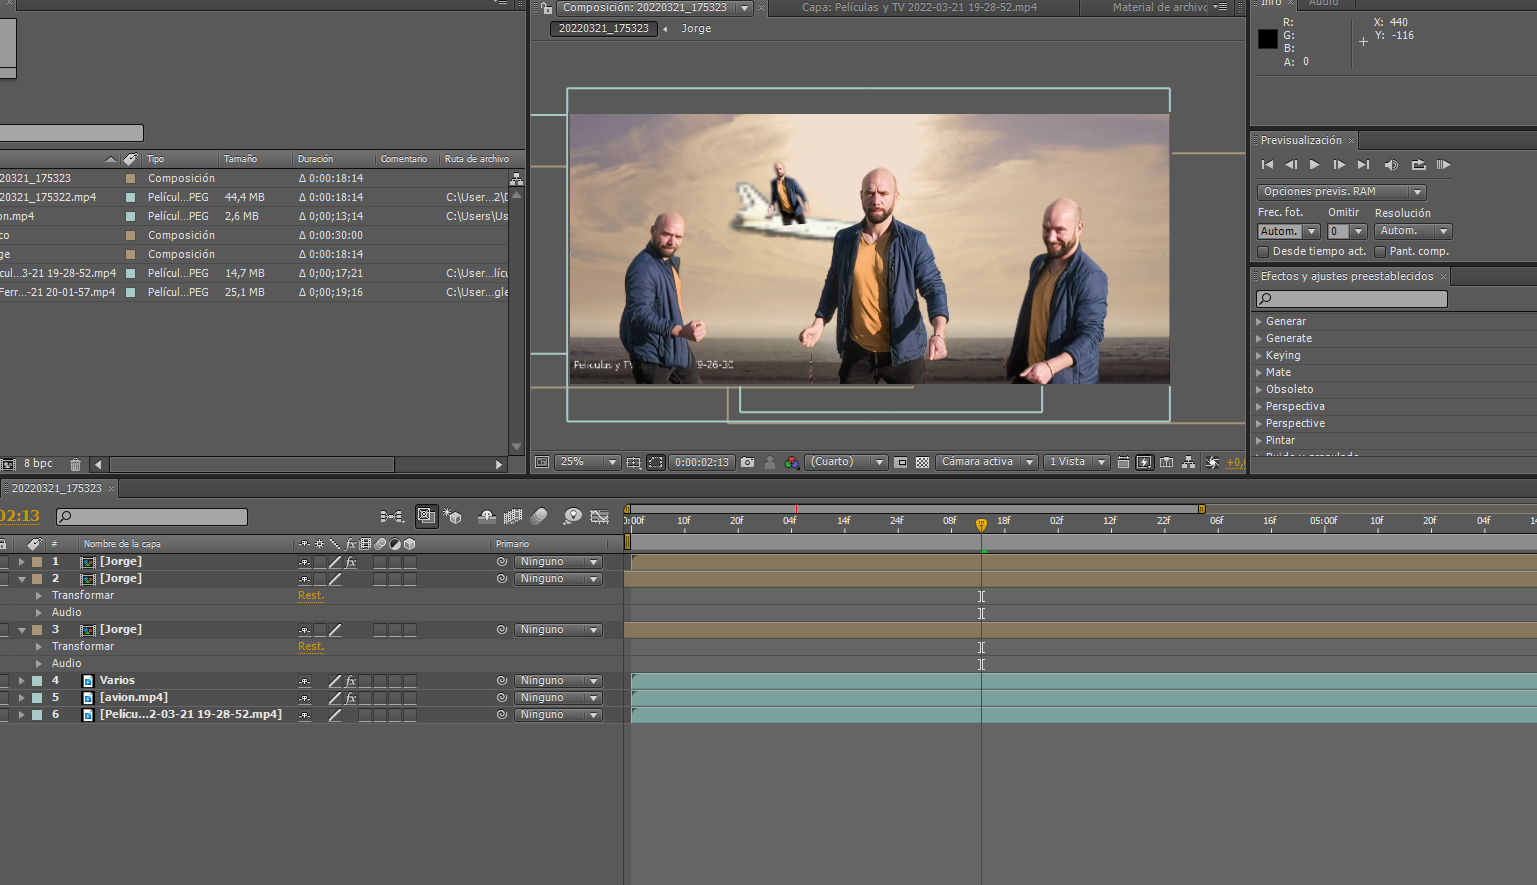 Composición: 20220321_175323
Capa: Películas y TV 2022-03-21 19-28-52.mp4
Material de archivo
Info
Audio
20220321_175323
Jorge
R:
G:
B:
A: 0
X: 440
Y: -116
Previsualización
Opciones previs. RAM
Frec. fot.
Omitir
Resolución
Autom.
0
Autom.
Desde tiempo act.
Pant. comp.
Efectos y ajustes preestablecidos
Generar
Generate
Keying
Mate
Obsoleto
Perspectiva
Perspective
Pintar
Tipo
Tamaño
Duración
Comentario
Ruta de archivo
20321_175323
Composición
Δ 0:00:18:14
20321_175322.mp4
Películ...PEG
44,4 MB
Δ 0:00:18:14
C:\User...2\D
on.mp4
Películ...PEG
2,6 MB
Δ 0;00;13;14
C:\Users\Us
co
Composición
Δ 0:00:30:00
ge
Composición
Δ 0:00:18:14
cul...3-21 19-28-52.mp4
Películ...PEG
14,7 MB
Δ 0;00;17;21
C:\User...lícu
Ferr...-21 20-01-57.mp4
Películ...PEG
25,1 MB
Δ 0;00;19;16
C:\User...gle
Películas y TV
9-26-30
8 bpc
25%
0:00:02:13
(Cuarto)
Cámara activa
1 Vista
+0,
20220321_175323
02:13
#
Nombre de la capa
fx
Primario
0:00f
10f
20f
04f
14f
24f
08f
18f
02f
12f
22f
06f
16f
05:00f
10f
20f
04f
14
1
[Jorge]
fx
Ninguno
2
[Jorge]
Ninguno
Transformar
Rest.
Audio
3
[Jorge]
Ninguno
Transformar
Rest.
Audio
4
Varios
fx
Ninguno
5
[avion.mp4]
fx
Ninguno
6
[Pelícu...2-03-21 19-28-52.mp4]
Ninguno